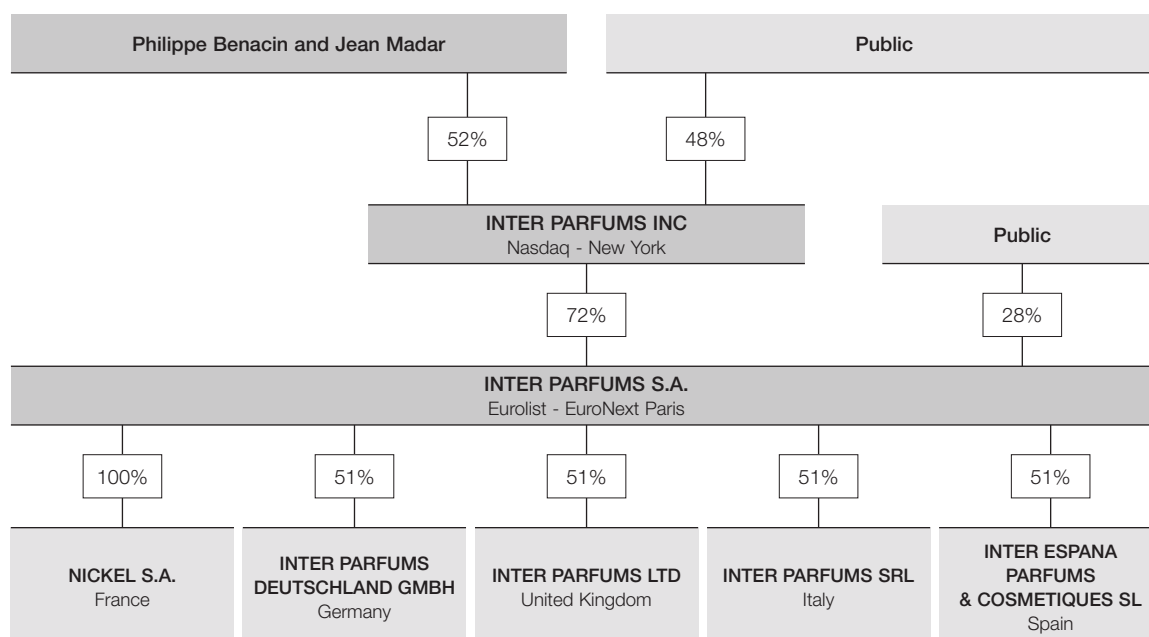 Philippe Benacin and Jean Madar
Public
52%
48%
INTER PARFUMS INC
Nasdaq - New York
Public
72%
28%
INTER PARFUMS S.A.
Eurolist - EuroNext Paris
100%
51%
51%
51%
51%
NICKEL S.A.
France
INTER PARFUMS
DEUTSCHLAND GMBH
Germany
INTER PARFUMS LTD
United Kingdom
INTER PARFUMS SRL
Italy
INTER ESPANA
PARFUMS
& COSMETIQUES SL
Spain